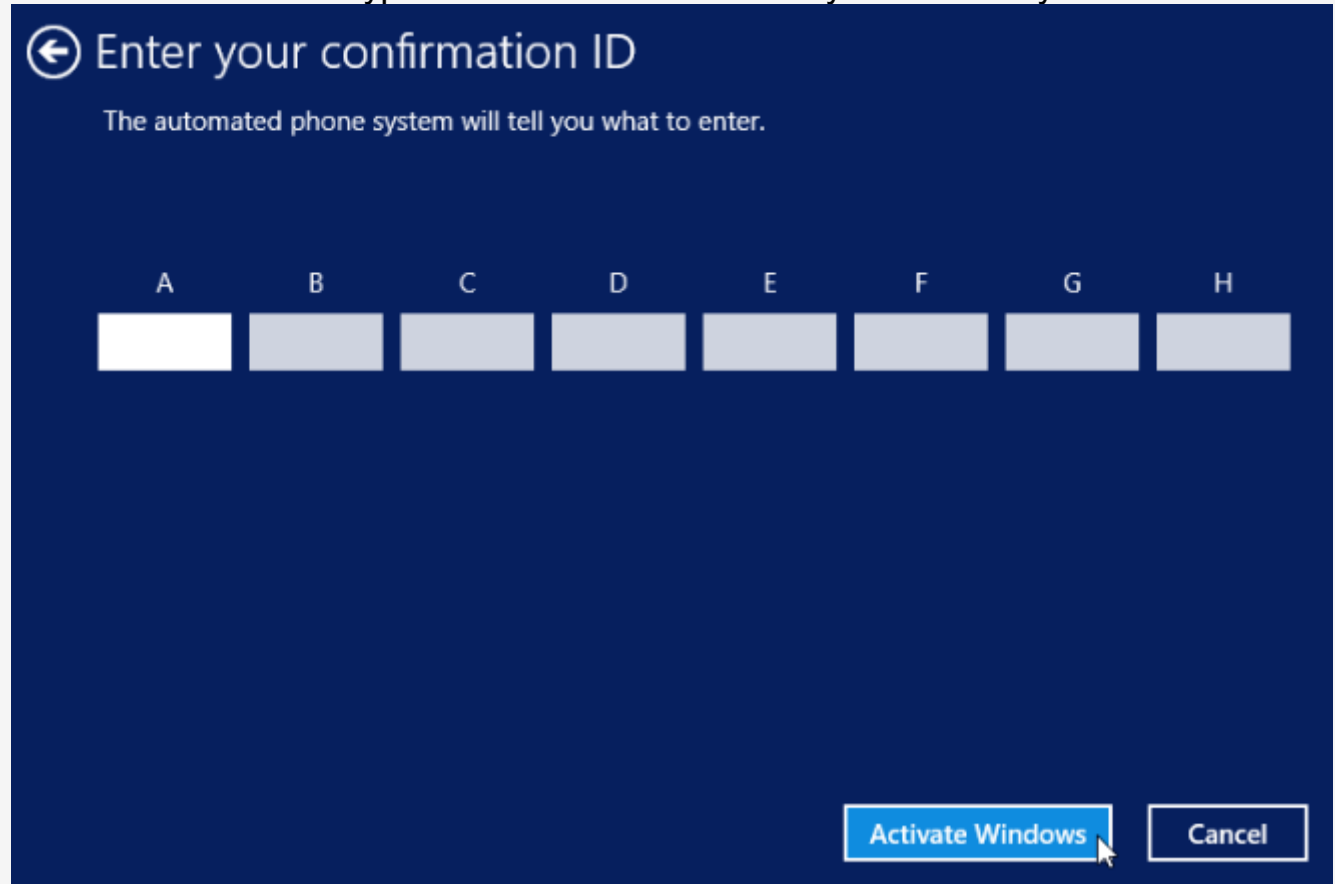 Enter your confirmation ID
The automated phone system will tell you what to enter.
A B C D E F G H
Activate Windows Cancel